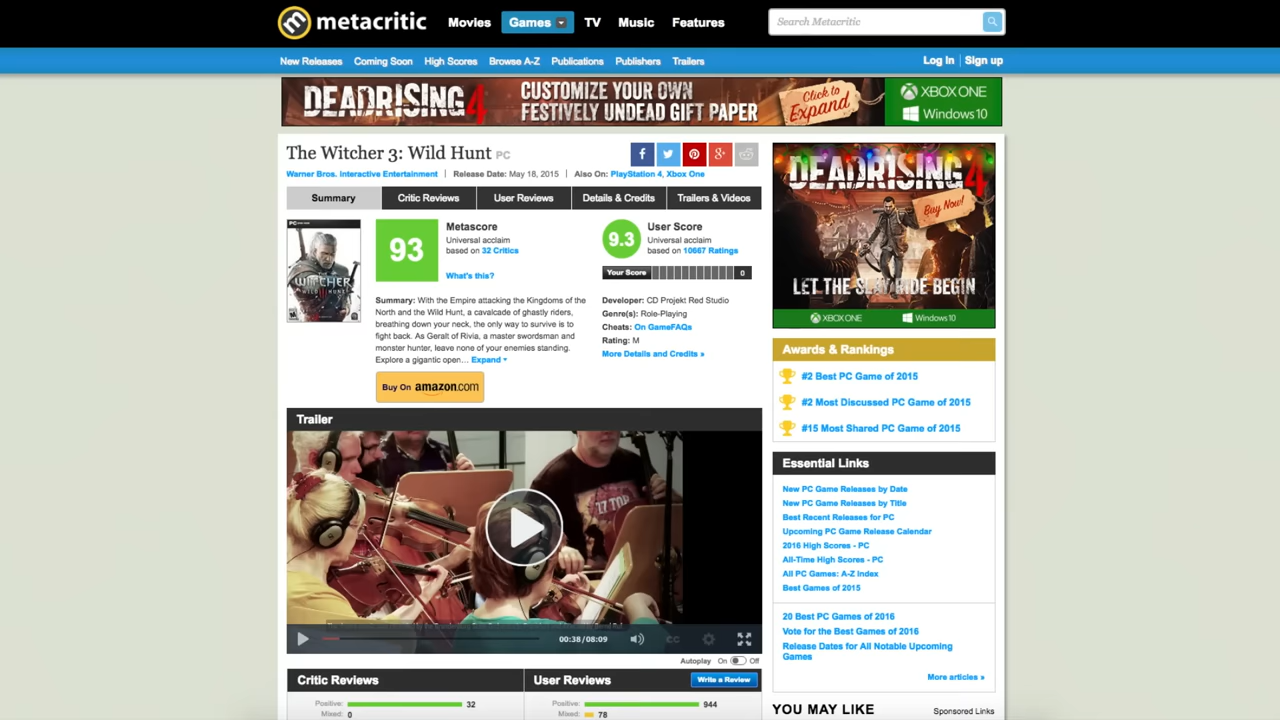 metacritic
Movies
Games
TV
Music
Features
Search Metacritic
New Releases
Coming Soon
High Scores
Browse A-Z
Publications
Publishers
Trailers
Log In
Sign up
DEADRISING 4
CUSTOMIZE YOUR OWN
FESTIVELY UNDEAD GIFT PAPER
Click to
Expand
XBOX ONE
Windows 10
The Witcher 3: Wild Hunt PC
Warner Bros. Interactive Entertainment | Release Date: May 18, 2015 | Also On: PlayStation 4, Xbox One
Summary
Critic Reviews
User Reviews
Details & Credits
Trailers & Videos
PC
WITCHER
WILD HUNT
93
Metascore
Universal acclaim
based on 32 Critics
What's this?
9.3
User Score
Universal acclaim
based on 10667 Ratings
Your Score
0
Summary: With the Empire attacking the Kingdoms of the
North and the Wild Hunt, a cavalcade of ghastly riders,
breathing down your neck, the only way to survive is to
fight back. As Geralt of Rivia, a master swordsman and
monster hunter, leave none of your enemies standing.
Explore a gigantic open... Expand
Developer: CD Projekt Red Studio
Genre(s): Role-Playing
Cheats: On GameFAQs
Rating: M
More Details and Credits »
Buy On amazon.com
Trailer
ZZ TOP
00:38 / 08:09
CC
Autoplay On Off
Critic Reviews
Positive: 32
Mixed: 0
User Reviews
Write a Review
Positive: 944
Mixed: 78
DEADRISING 4
Buy Now!
LET THE SLAY RIDE BEGIN
XBOX ONE
Windows 10
Awards & Rankings
#2 Best PC Game of 2015
#2 Most Discussed PC Game of 2015
#15 Most Shared PC Game of 2015
Essential Links
New PC Game Releases by Date
New PC Game Releases by Title
Best Recent Releases for PC
Upcoming PC Game Release Calendar
2016 High Scores - PC
All-Time High Scores - PC
All PC Games: A-Z Index
Best Games of 2015
20 Best PC Games of 2016
Vote for the Best Games of 2016
Release Dates for All Notable Upcoming
Games
More articles »
YOU MAY LIKE
Sponsored Links